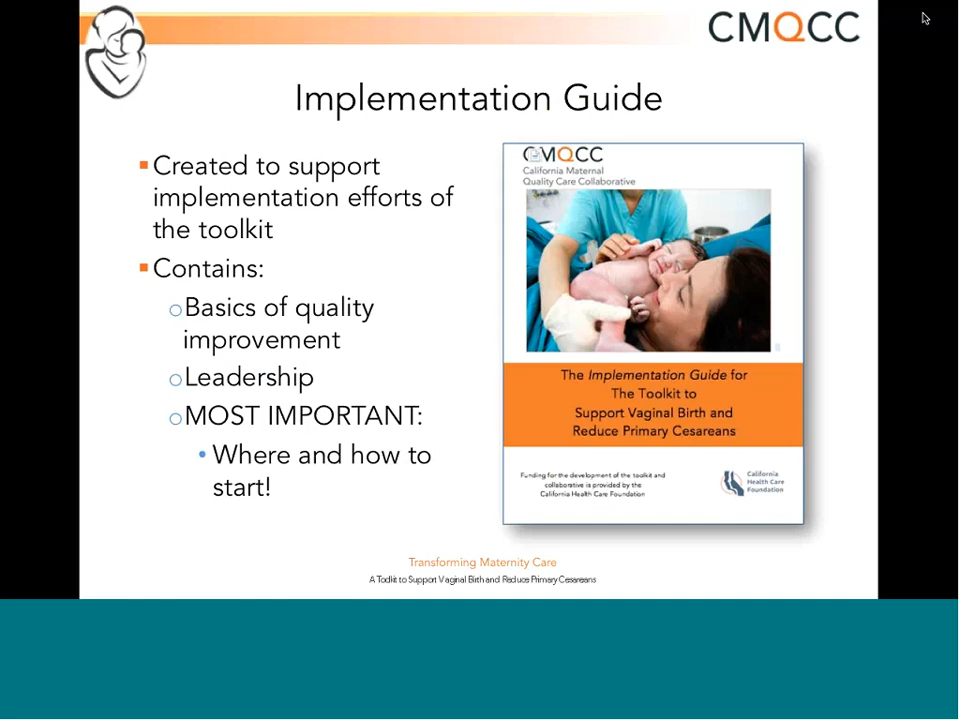 CMQCC
Implementation Guide
Created to support
implementation efforts of
the toolkit
Contains:
Basics of quality
improvement
Leadership
MOST IMPORTANT:
Where and how to
start!
CMQCC
California Maternal
Quality Care Collaborative
The Implementation Guide for
The Toolkit to
Support Vaginal Birth and
Reduce Primary Cesareans
Funding for the development of the toolkit and
collaborative is provided by the
California Health Care Foundation
California
Health Care
Foundation
Transforming Maternity Care
A Toolkit to Support Vaginal Birth and Reduce Primary Cesareans